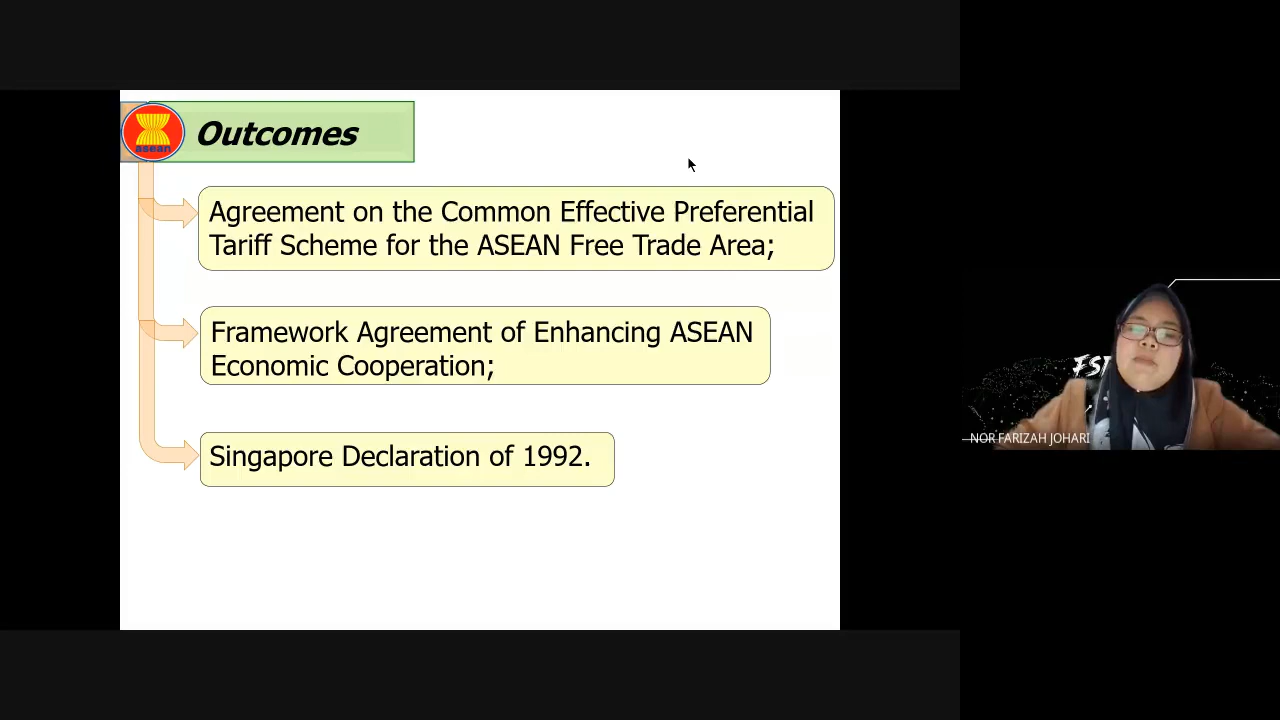 asean
Outcomes
Agreement on the Common Effective Preferential
Tariff Scheme for the ASEAN Free Trade Area;
Framework Agreement of Enhancing ASEAN
Economic Cooperation;
Singapore Declaration of 1992.
NOR FARIZAH JOHARI